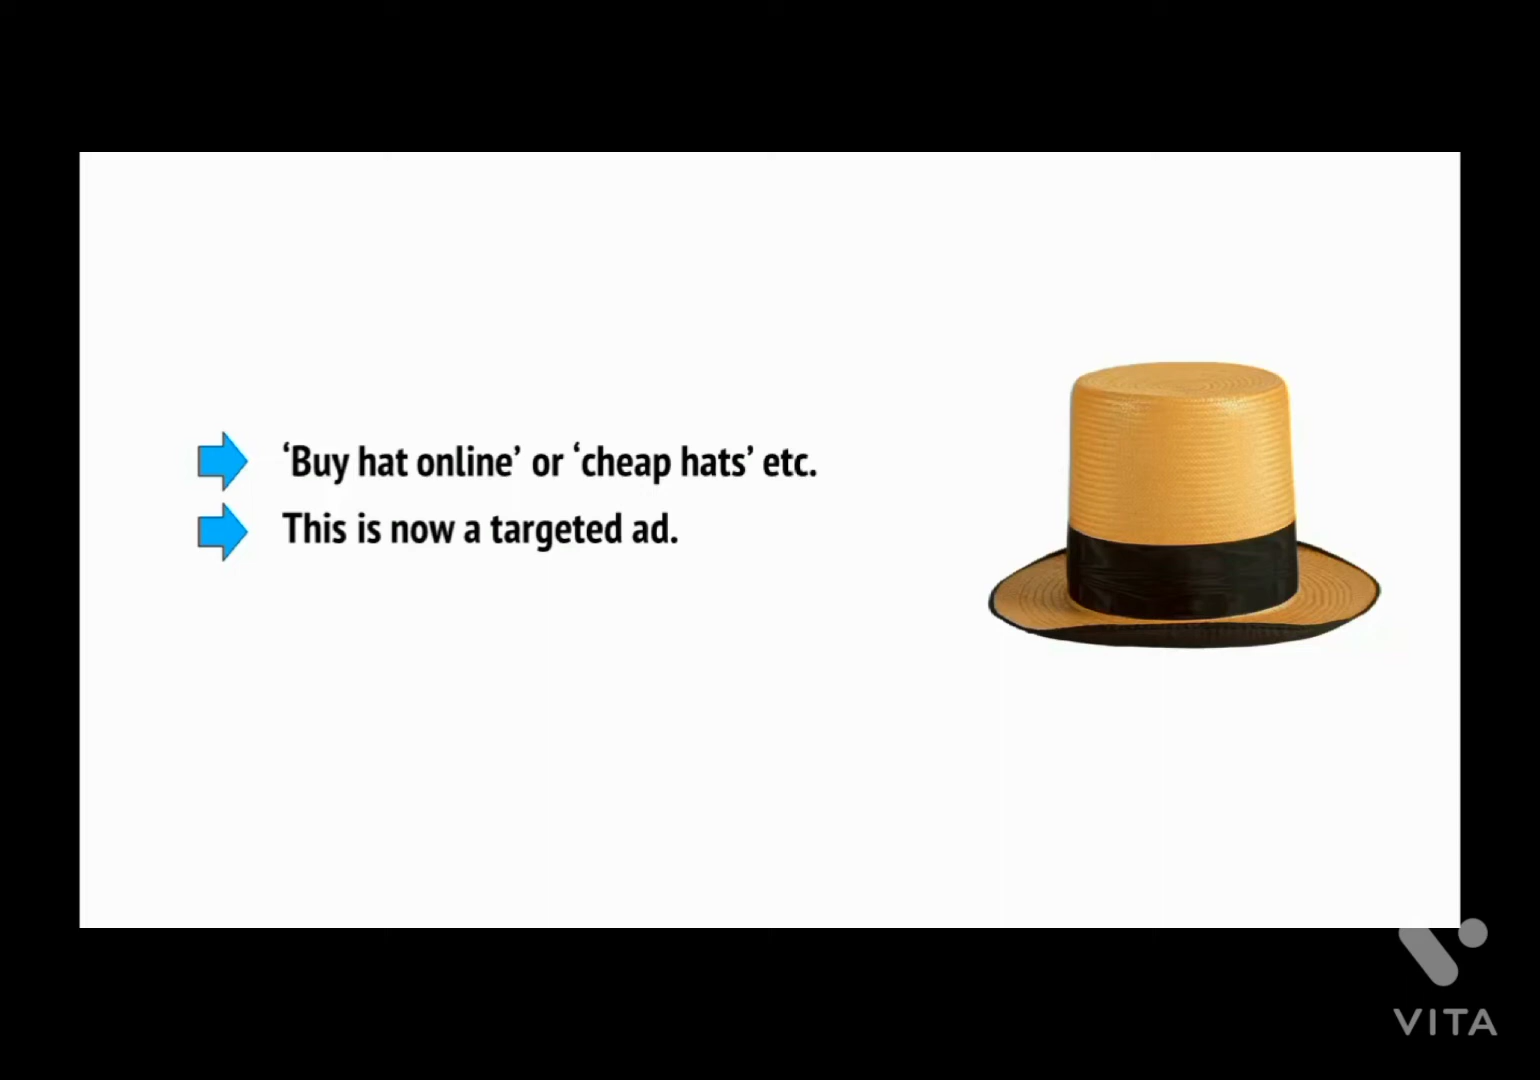 ‘Buy hat online’ or ‘cheap hats’ etc.
This is now a targeted ad.
VITA